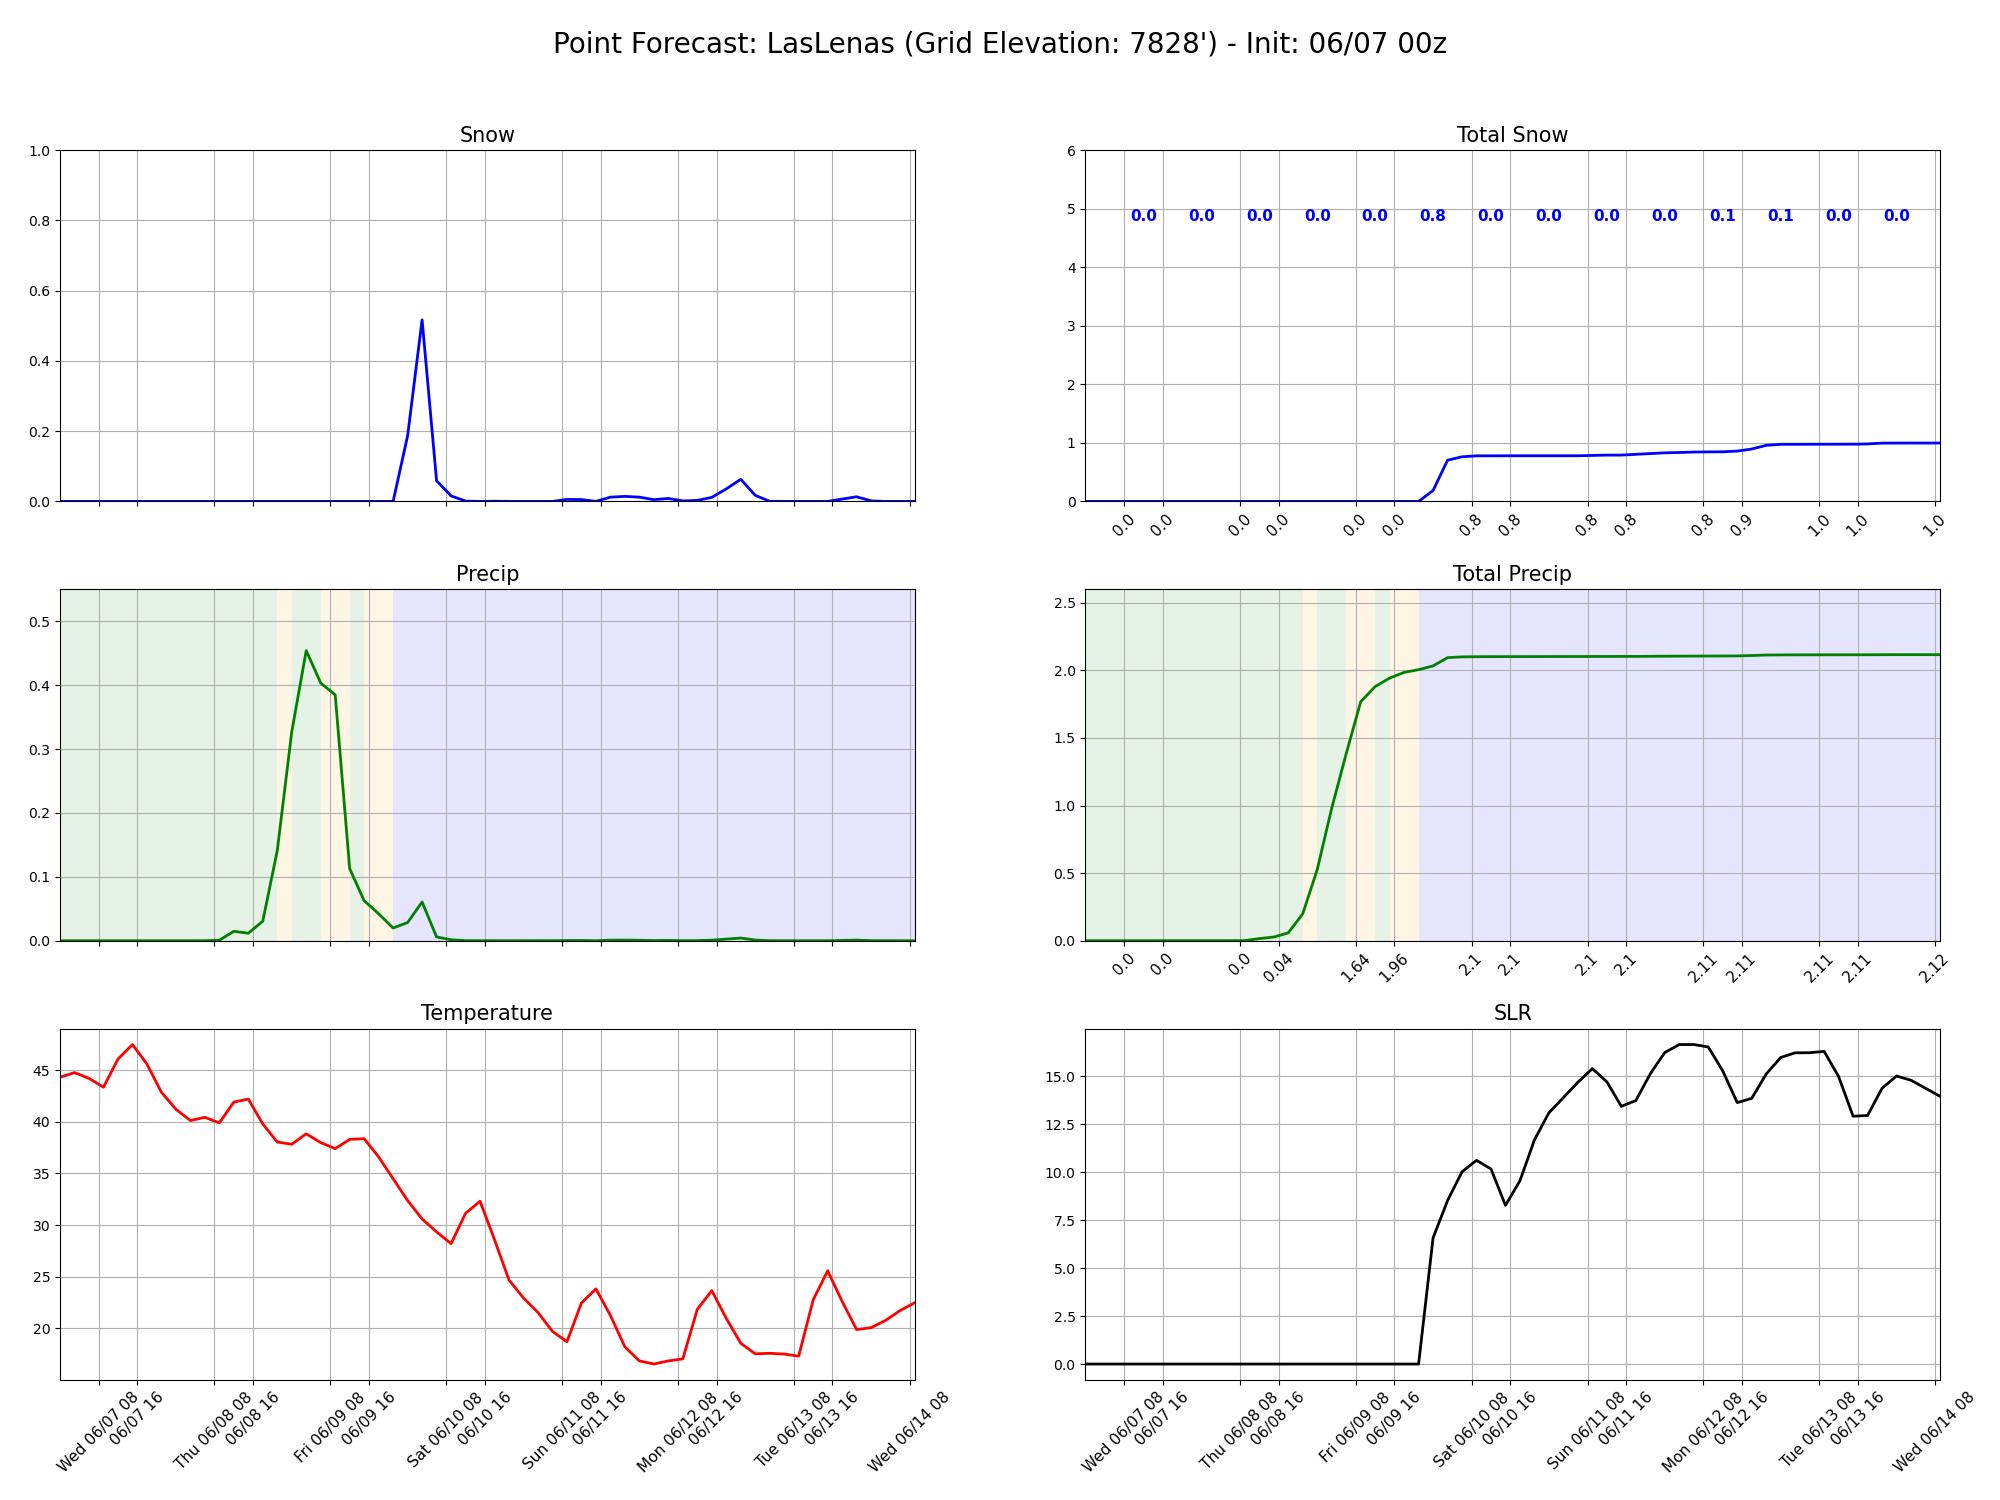 Point Forecast: LasLenas (Grid Elevation: 7828') - Init: 06/07 00z
Snow
1.0
0.8
0.6
0.4
0.2
0.0
Total Snow
6
5
4
3
2
1
0
0.0 0.0 0.0 0.0 0.0 0.8 0.0 0.0 0.0 0.0 0.1 0.1 0.0 0.0
0.0 0.0 0.0 0.0 0.0 0.0 0.8 0.8 0.8 0.8 0.8 0.9 1.0 1.0 1.0
Precip
0.5
0.4
0.3
0.2
0.1
0.0
Total Precip
2.5
2.0
1.5
1.0
0.5
0.0
0.0 0.0 0.0 0.04 1.64 1.96 2.1 2.1 2.1 2.1 2.11 2.11 2.11 2.11 2.12
Temperature
45
40
35
30
25
20
Wed 06/07 08
06/07 16
Thu 06/08 08
06/08 16
Fri 06/09 08
06/09 16
Sat 06/10 08
06/10 16
Sun 06/11 08
06/11 16
Mon 06/12 08
06/12 16
Tue 06/13 08
06/13 16
Wed 06/14 08
SLR
15.0
12.5
10.0
7.5
5.0
2.5
0.0
Wed 06/07 08
06/07 16
Thu 06/08 08
06/08 16
Fri 06/09 08
06/09 16
Sat 06/10 08
06/10 16
Sun 06/11 08
06/11 16
Mon 06/12 08
06/12 16
Tue 06/13 08
06/13 16
Wed 06/14 08